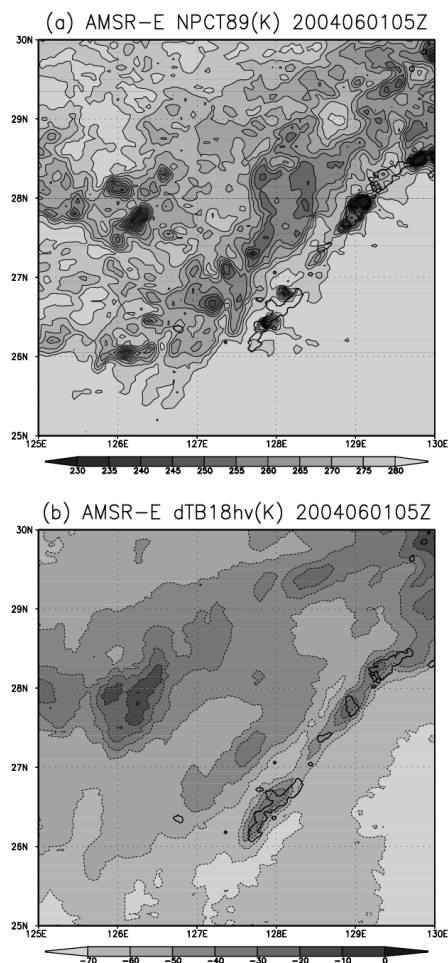 (a) AMSR-E NPCT89(K) 2004060105Z
30N
29N
28N
27N
26N
25N
125E 126E 127E 128E 129E 130E
230 235 240 245 250 255 260 265 270 275 280
(b) AMSR-E dTB18hv(K) 2004060105Z
30N
29N
28N
27N
26N
25N
125E 126E 127E 128E 129E 130E
-70 -60 -50 -40 -30 -20 -10 0